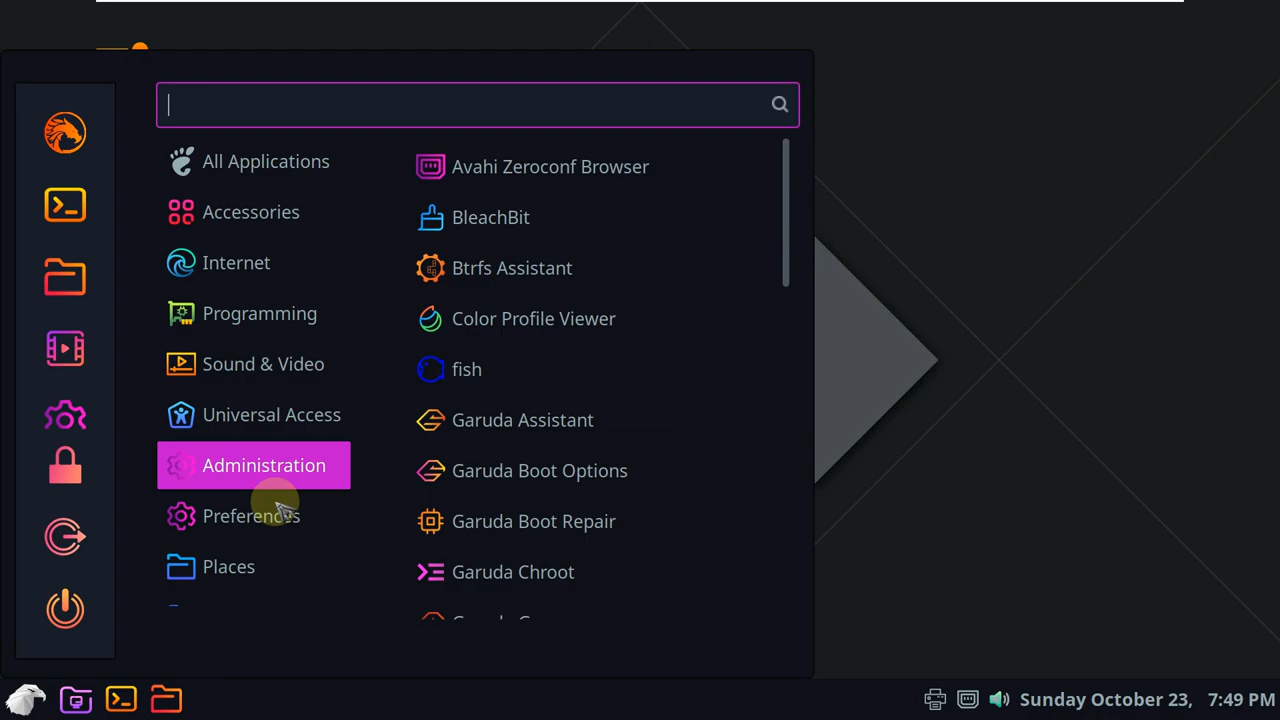 All Applications
Accessories
Internet
Programming
Sound & Video
Universal Access
Administration
Preferences
Places
Avahi Zeroconf Browser
BleachBit
Btrfs Assistant
Color Profile Viewer
fish
Garuda Assistant
Garuda Boot Options
Garuda Boot Repair
Garuda Chroot
Sunday October 23, 7:49 PM